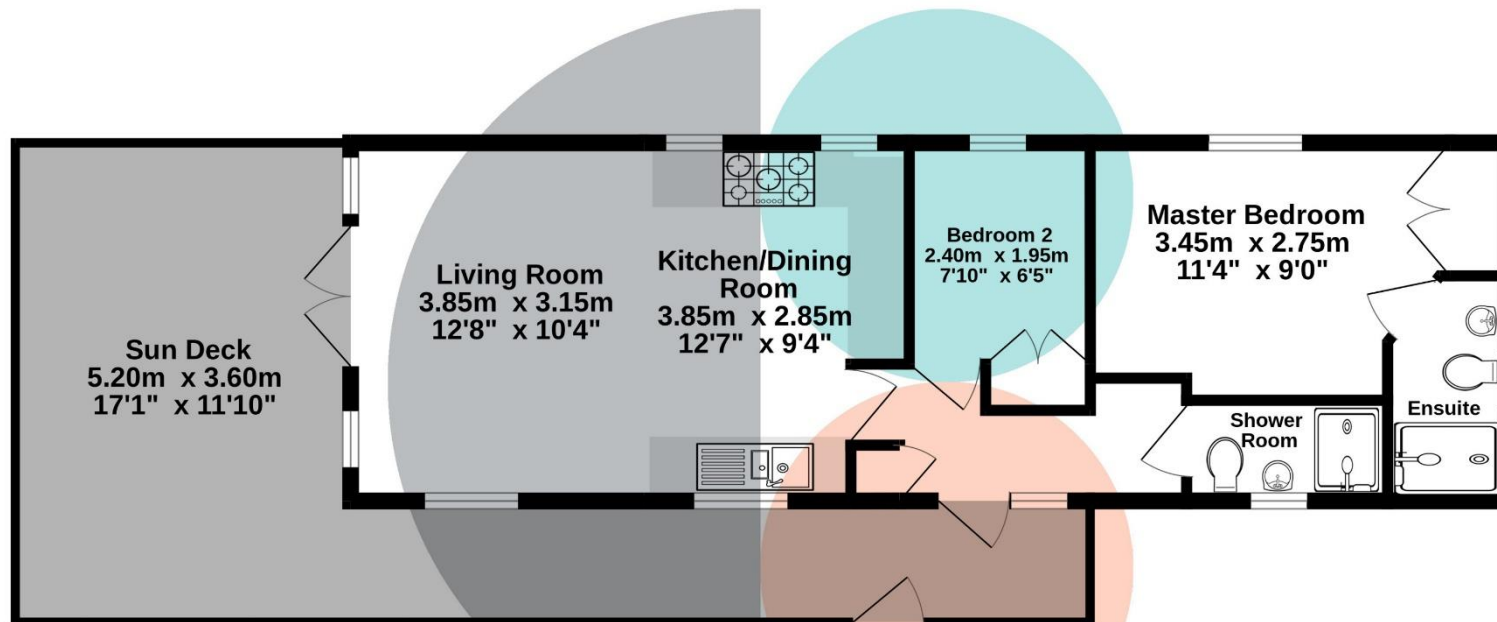 Sun Deck
5.20m x 3.60m
17'1" x 11'10"
Living Room
3.85m x 3.15m
12'8" x 10'4"
Kitchen/Dining
Room
3.85m x 2.85m
12'7" x 9'4"
Bedroom 2
2.40m x 1.95m
7'10" x 6'5"
Master Bedroom
3.45m x 2.75m
11'4" x 9'0"
Shower
Room
Ensuite